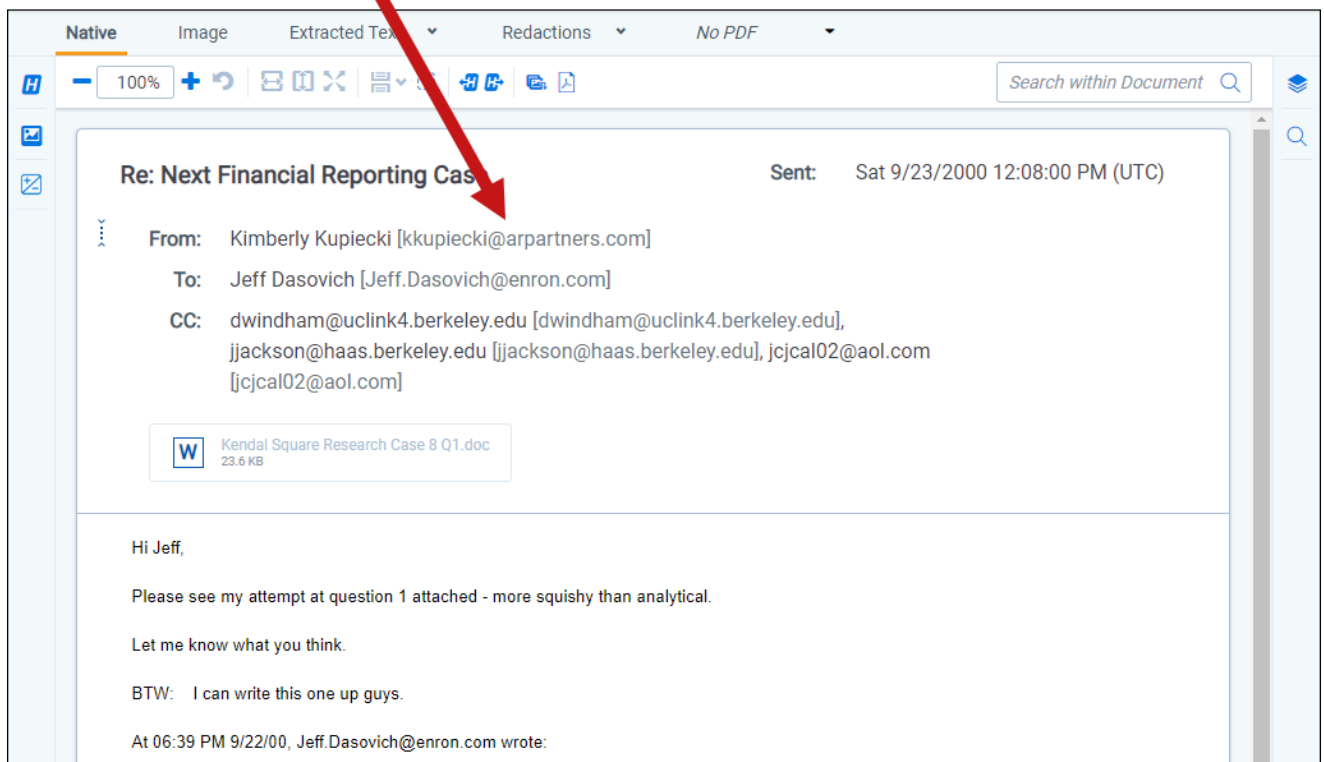 Native Image Extracted Tex Redactions No PDF
100% Search within Document
Re: Next Financial Reporting Case Sent: Sat 9/23/2000 12:08:00 PM (UTC)
From: Kimberly Kupiecki [kkupiecki@arpartners.com]
To: Jeff Dasovich [Jeff.Dasovich@enron.com]
CC: dwindham@uclink4.berkeley.edu [dwindham@uclink4.berkeley.edu],
jjackson@haas.berkeley.edu [jjackson@haas.berkeley.edu], jcjcal02@aol.com
[jcjcal02@aol.com]
W Kendal Square Research Case 8 Q1.doc
23.6 KB
Hi Jeff,
Please see my attempt at question 1 attached - more squishy than analytical.
Let me know what you think.
BTW: I can write this one up guys.
At 06:39 PM 9/22/00, Jeff.Dasovich@enron.com wrote: